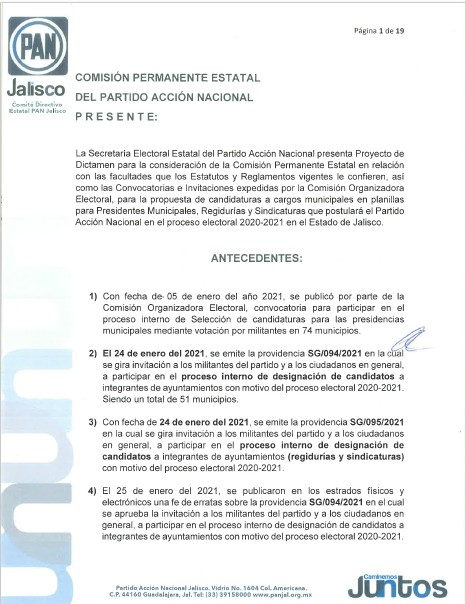 Página 1 de 19
PAN
Jalisco
Comité Directivo
Estatal PAN Jalisco
COMISIÓN PERMANENTE ESTATAL
DEL PARTIDO ACCIÓN NACIONAL
P R E S E N T E:
La Secretaría Electoral Estatal del Partido Acción Nacional presenta Proyecto de
Dictamen para la consideración de la Comisión Permanente Estatal en relación
con las facultades que los Estatutos y Reglamentos vigentes le confieren, así
como las Convocatorias e Invitaciones expedidas por la Comisión Organizadora
Electoral, para la propuesta de candidaturas a cargos municipales en planillas
para Presidentes Municipales, Regidurías y Sindicaturas que postulará el Partido
Acción Nacional en el proceso electoral 2020-2021 en el Estado de Jalisco.
ANTECEDENTES:
1) Con fecha de 05 de enero del año 2021, se publicó por parte de la
Comisión Organizadora Electoral, convocatoria para participar en el
proceso interno de Selección de candidaturas para las presidencias
municipales mediante votación por militantes en 74 municipios.
2) El 24 de enero del 2021, se emite la providencia SG/094/2021 en la cual
se gira invitación a los militantes del partido y a los ciudadanos en general,
a participar en el proceso interno de designación de candidatos a
integrantes de ayuntamientos con motivo del proceso electoral 2020-2021.
Siendo un total de 51 municipios.
3) Con fecha de 24 de enero del 2021, se emite la providencia SG/095/2021
en la cual se gira invitación a los militantes del partido y a los ciudadanos
en general, a participar en el proceso interno de designación de
candidatos a integrantes de ayuntamientos (regidurías y sindicaturas)
con motivo del proceso electoral 2020-2021.
4) El 25 de enero del 2021, se publicaron en los estrados físicos y
electrónicos una fe de erratas sobre la providencia SG/094/2021 en el cual
se aprueba la invitación a los militantes del partido y a los ciudadanos en
general, a participar en el proceso interno de designación de candidatos a
integrantes de ayuntamientos con motivo del proceso electoral 2020-2021.
Partido Acción Nacional Jalisco. Vidrio No. 1604 Col. Americana.
C.P. 44160 Guadalajara, Jal. Tel: (33) 39158000 www.panjal.org.mx
Caminemos
Juntos